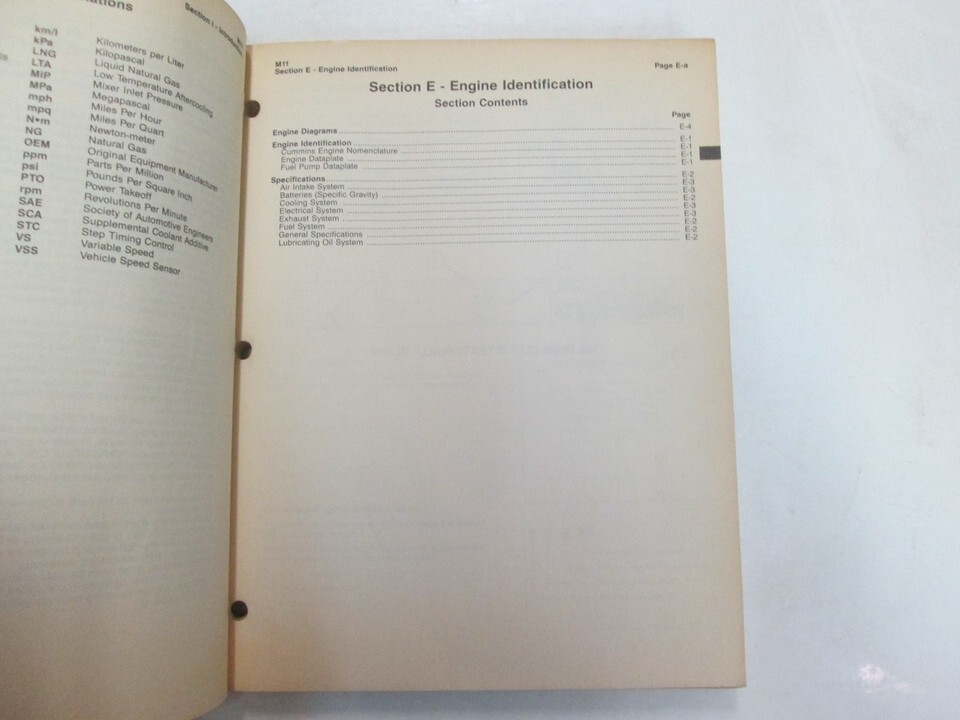 km/l Kilometers per Liter
kPa Kilopascal
LNG Liquid Natural Gas
LTA Low Temperature Aftercooling
MIP Mixer Inlet Pressure
MPa Megapascal
mph Miles Per Hour
mpq Miles Per Quart
N•m Newton-meter
NG Natural Gas
OEM Original Equipment Manufacturer
ppm Parts Per Million
psi Pounds Per Square Inch
PTO Power Takeoff
rpm Revolutions Per Minute
SAE Society of Automotive Engineers
SCA Supplemental Coolant Additive
STC Step Timing Control
VS Variable Speed
VSS Vehicle Speed Sensor
M11
Section E - Engine Identification Page E-a
Section E - Engine Identification
Section Contents
Page
Engine Diagrams E-4
Engine Identification E-1
Cummins Engine Nomenclature E-1
Engine Dataplate E-1
Fuel Pump Dataplate E-1
Specifications E-2
Air Intake System E-3
Batteries (Specific Gravity) E-3
Cooling System E-2
Electrical System E-3
Exhaust System E-3
Fuel System E-2
General Specifications E-2
Lubricating Oil System E-2